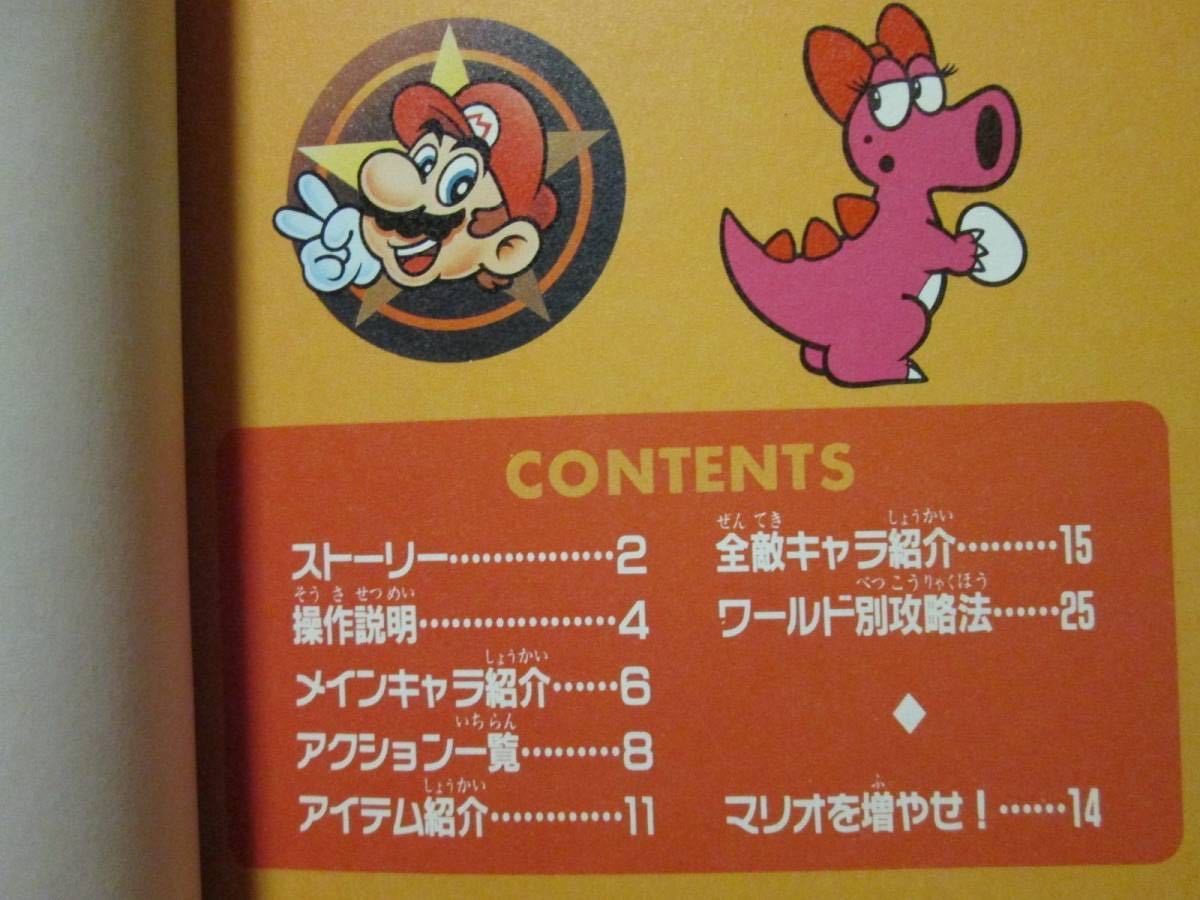 M
CONTENTS
ストーリー……………2
そうさせつめい
操作説明………………4
しょうかい
メインキャラ紹介……6
いちらん
アクション一覧………8
しょうかい
アイテム紹介…………11
ぜんてき しょうかい
全敵キャラ紹介………15
べつこうりゃくほう
ワールド別攻略法……25
◆
ふ
マリオを増やせ!……14